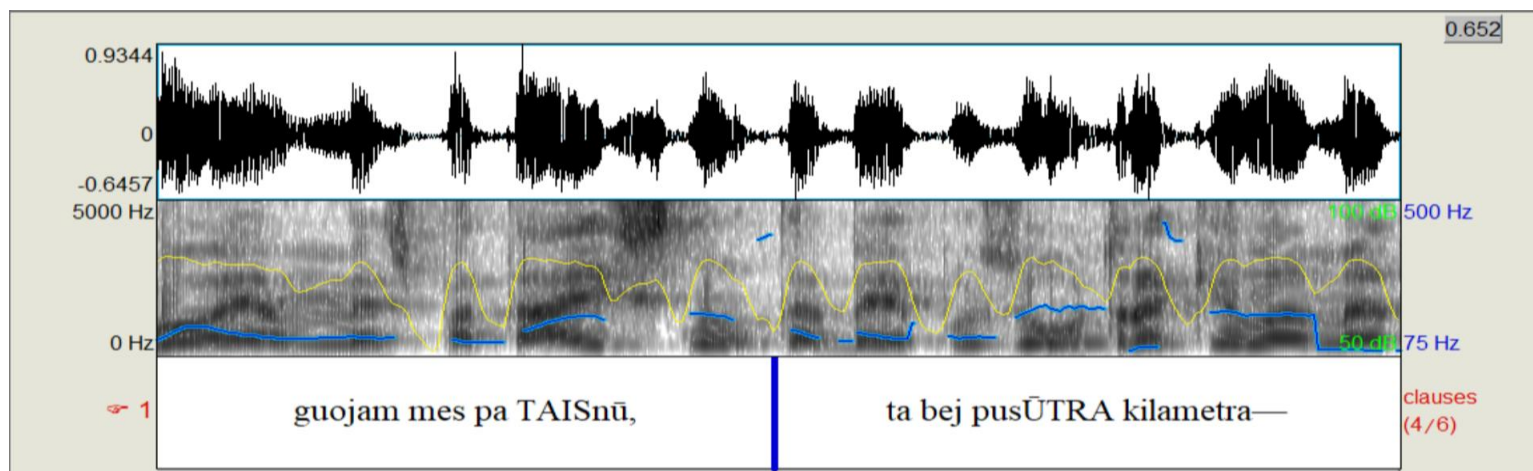 0.652
0.9344
0
-0.6457
5000 Hz
100 dB 500 Hz
0 Hz
50 dB 75 Hz
☞ 1
guojam mes pa TAISnū,
ta bej pusŪTRA kilametra—
clauses
(4/6)